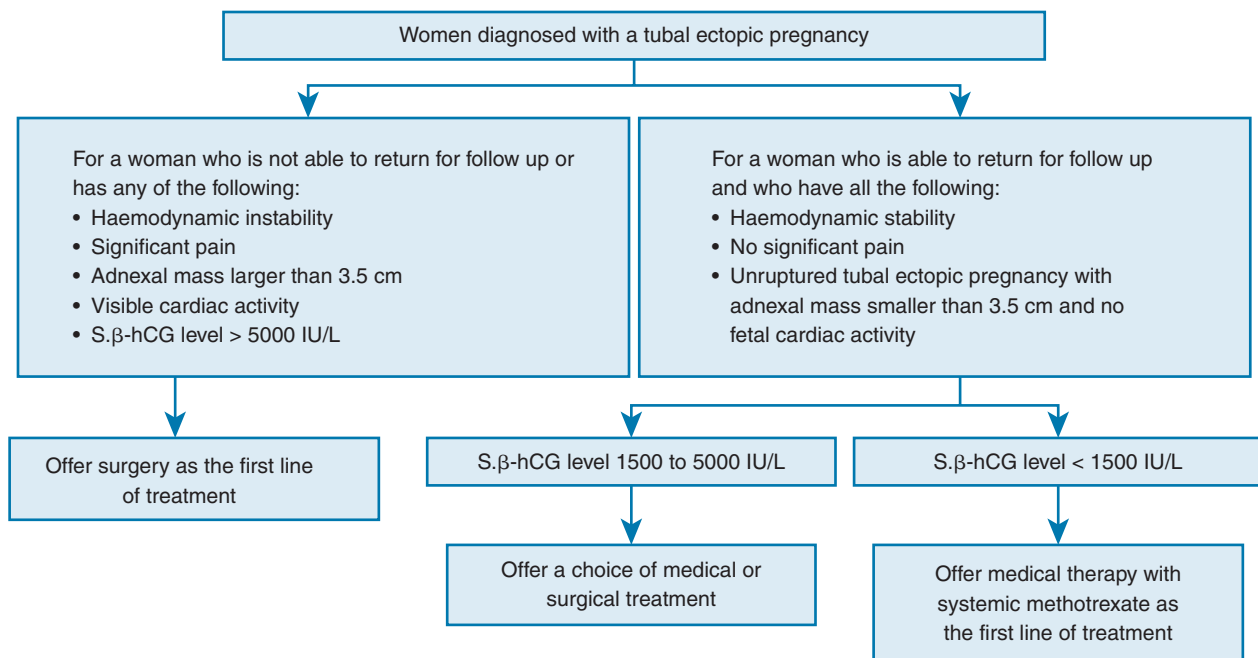 Women diagnosed with a tubal ectopic pregnancy
For a woman who is not able to return for follow up or
has any of the following:
• Haemodynamic instability
• Significant pain
• Adnexal mass larger than 3.5 cm
• Visible cardiac activity
• S.β-hCG level > 5000 IU/L
For a woman who is able to return for follow up
and who have all the following:
• Haemodynamic stability
• No significant pain
• Unruptured tubal ectopic pregnancy with
adnexal mass smaller than 3.5 cm and no
fetal cardiac activity
Offer surgery as the first line
of treatment
S.β-hCG level 1500 to 5000 IU/L
S.β-hCG level < 1500 IU/L
Offer a choice of medical or
surgical treatment
Offer medical therapy with
systemic methotrexate as
the first line of treatment